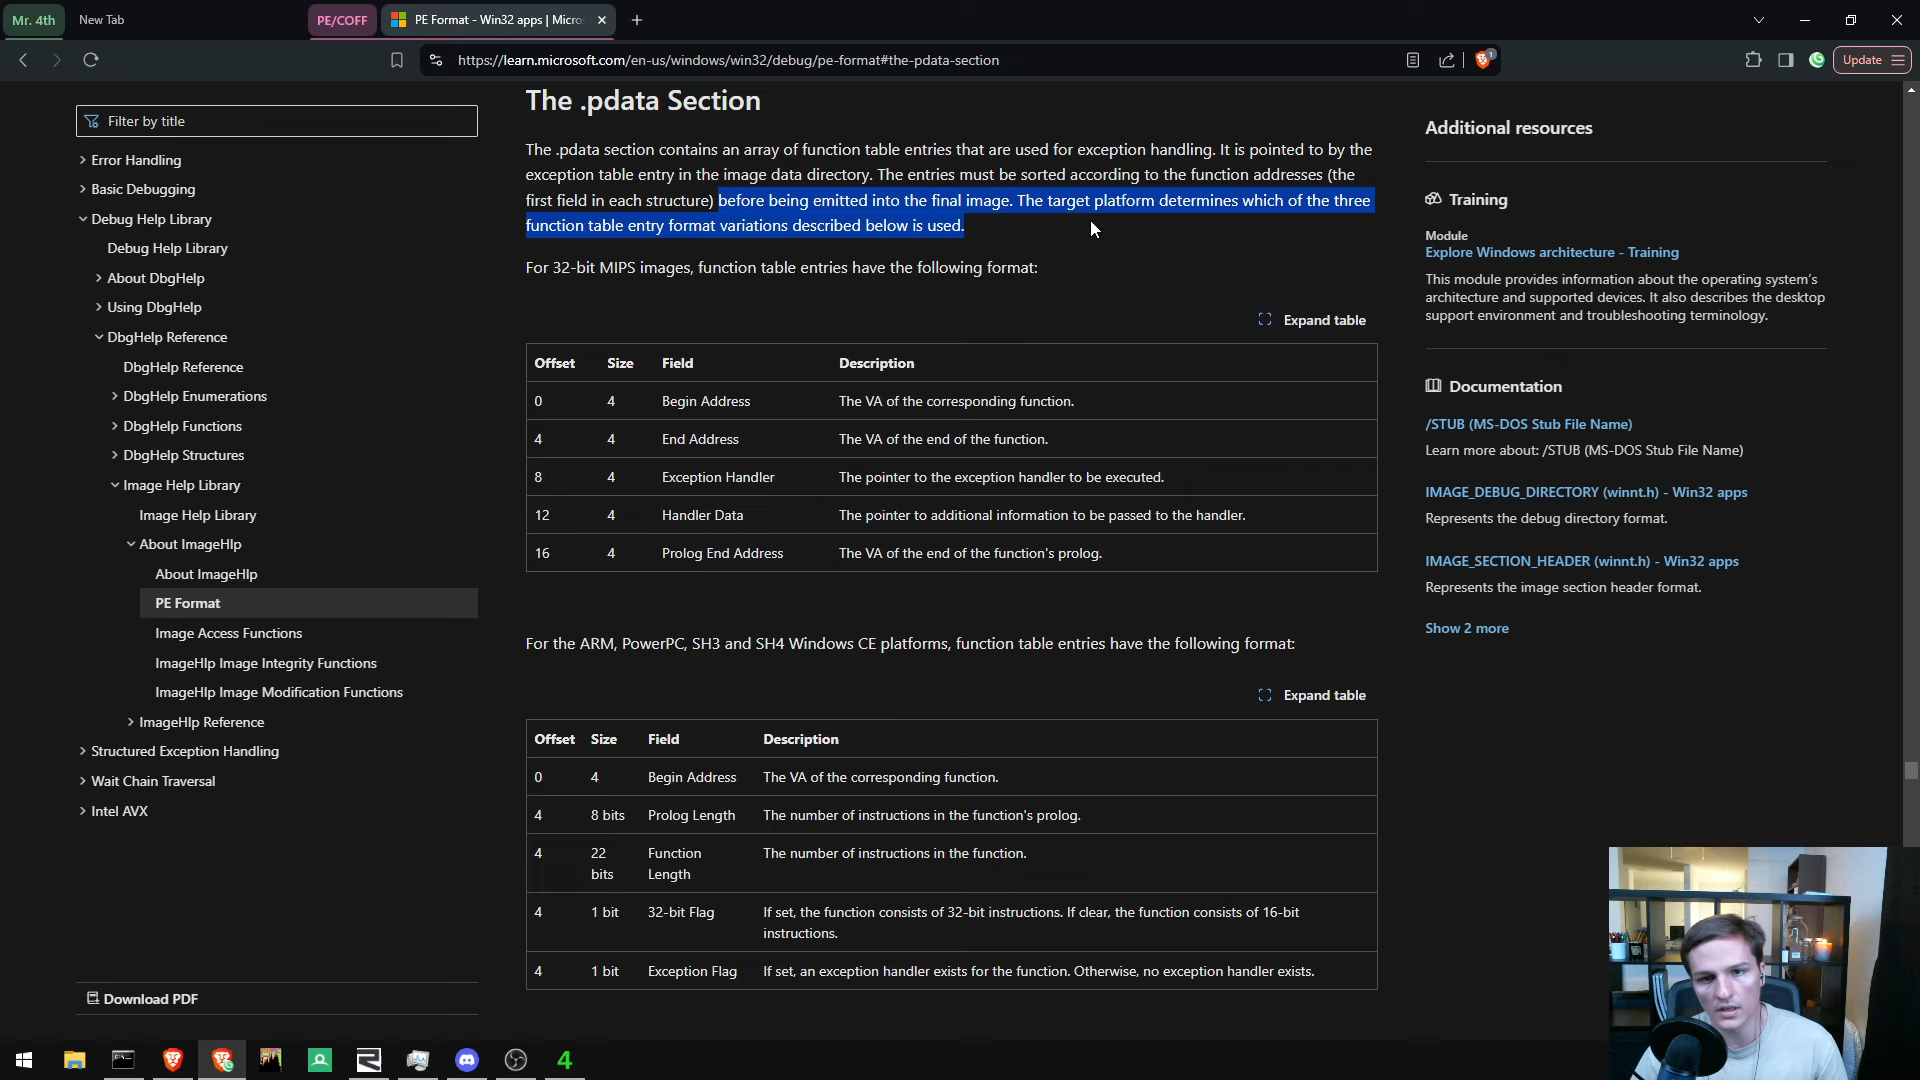 Mr. 4th
New Tab
PE/COFF
PE Format - Win32 apps | Micro
https://learn.microsoft.com/en-us/windows/win32/debug/pe-format#the-pdata-section
1
Update
Filter by title
Error Handling
Basic Debugging
Debug Help Library
Debug Help Library
About DbgHelp
Using DbgHelp
DbgHelp Reference
DbgHelp Reference
DbgHelp Enumerations
DbgHelp Functions
DbgHelp Structures
Image Help Library
Image Help Library
About ImageHlp
About ImageHlp
PE Format
Image Access Functions
ImageHlp Image Integrity Functions
ImageHlp Image Modification Functions
ImageHlp Reference
Structured Exception Handling
Wait Chain Traversal
Intel AVX
Download PDF
The .pdata Section
The .pdata section contains an array of function table entries that are used for exception handling. It is pointed to by the
exception table entry in the image data directory. The entries must be sorted according to the function addresses (the
first field in each structure) before being emitted into the final image. The target platform determines which of the three
function table entry format variations described below is used.
For 32-bit MIPS images, function table entries have the following format:
Expand table
Offset Size Field Description
0 4 Begin Address The VA of the corresponding function.
4 4 End Address The VA of the end of the function.
8 4 Exception Handler The pointer to the exception handler to be executed.
12 4 Handler Data The pointer to additional information to be passed to the handler.
16 4 Prolog End Address The VA of the end of the function's prolog.
For the ARM, PowerPC, SH3 and SH4 Windows CE platforms, function table entries have the following format:
Expand table
Offset Size Field Description
0 4 Begin Address The VA of the corresponding function.
4 8 bits Prolog Length The number of instructions in the function's prolog.
4 22 Function The number of instructions in the function.
bits Length
4 1 bit 32-bit Flag If set, the function consists of 32-bit instructions. If clear, the function consists of 16-bit
instructions.
4 1 bit Exception Flag If set, an exception handler exists for the function. Otherwise, no exception handler exists.
Additional resources
Training
Module
Explore Windows architecture - Training
This module provides information about the operating system's
architecture and supported devices. It also describes the desktop
support environment and troubleshooting terminology.
Documentation
/STUB (MS-DOS Stub File Name)
Learn more about: /STUB (MS-DOS Stub File Name)
IMAGE_DEBUG_DIRECTORY (winnt.h) - Win32 apps
Represents the debug directory format.
IMAGE_SECTION_HEADER (winnt.h) - Win32 apps
Represents the image section header format.
Show 2 more
4